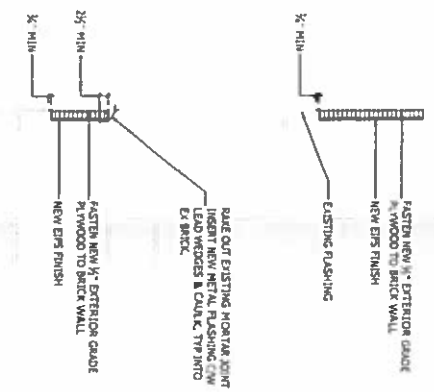 RAKE OUT EXISTING MORTAR JOINT
INSERT NEW METAL FLASHING C/W
LEAD WEDGES & CAULK, TYP INTO
EX BRICK.
2½" MIN
FASTEN NEW ½" EXTERIOR GRADE
PLYWOOD TO BRICK WALL
NEW EIFS FINISH
¾" MIN
FASTEN NEW ½" EXTERIOR GRADE
PLYWOOD TO BRICK WALL
NEW EIFS FINISH
EXISTING FLASHING
¾" MIN